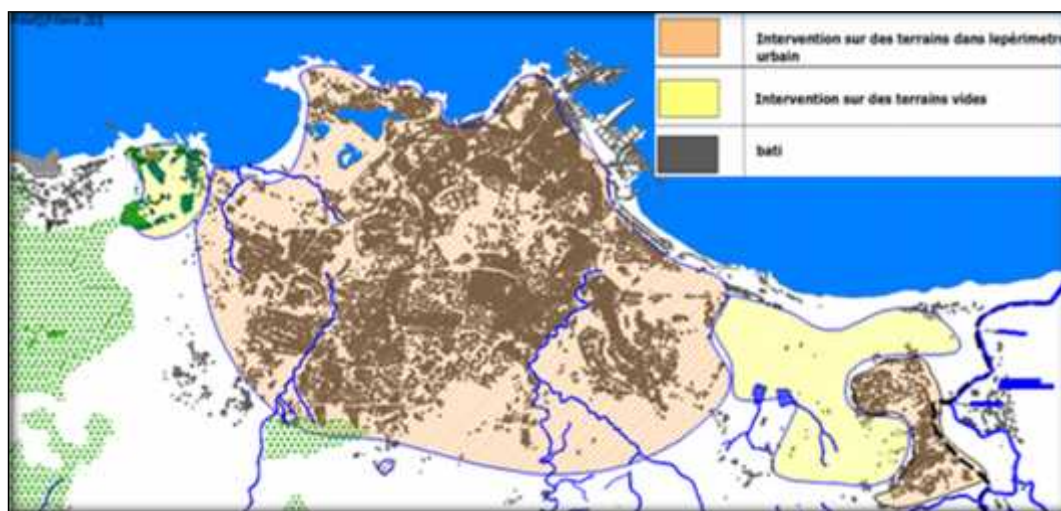 Intervention sur des terrains dans lepérimetre
urbain
Intervention sur des terrains vides
bati